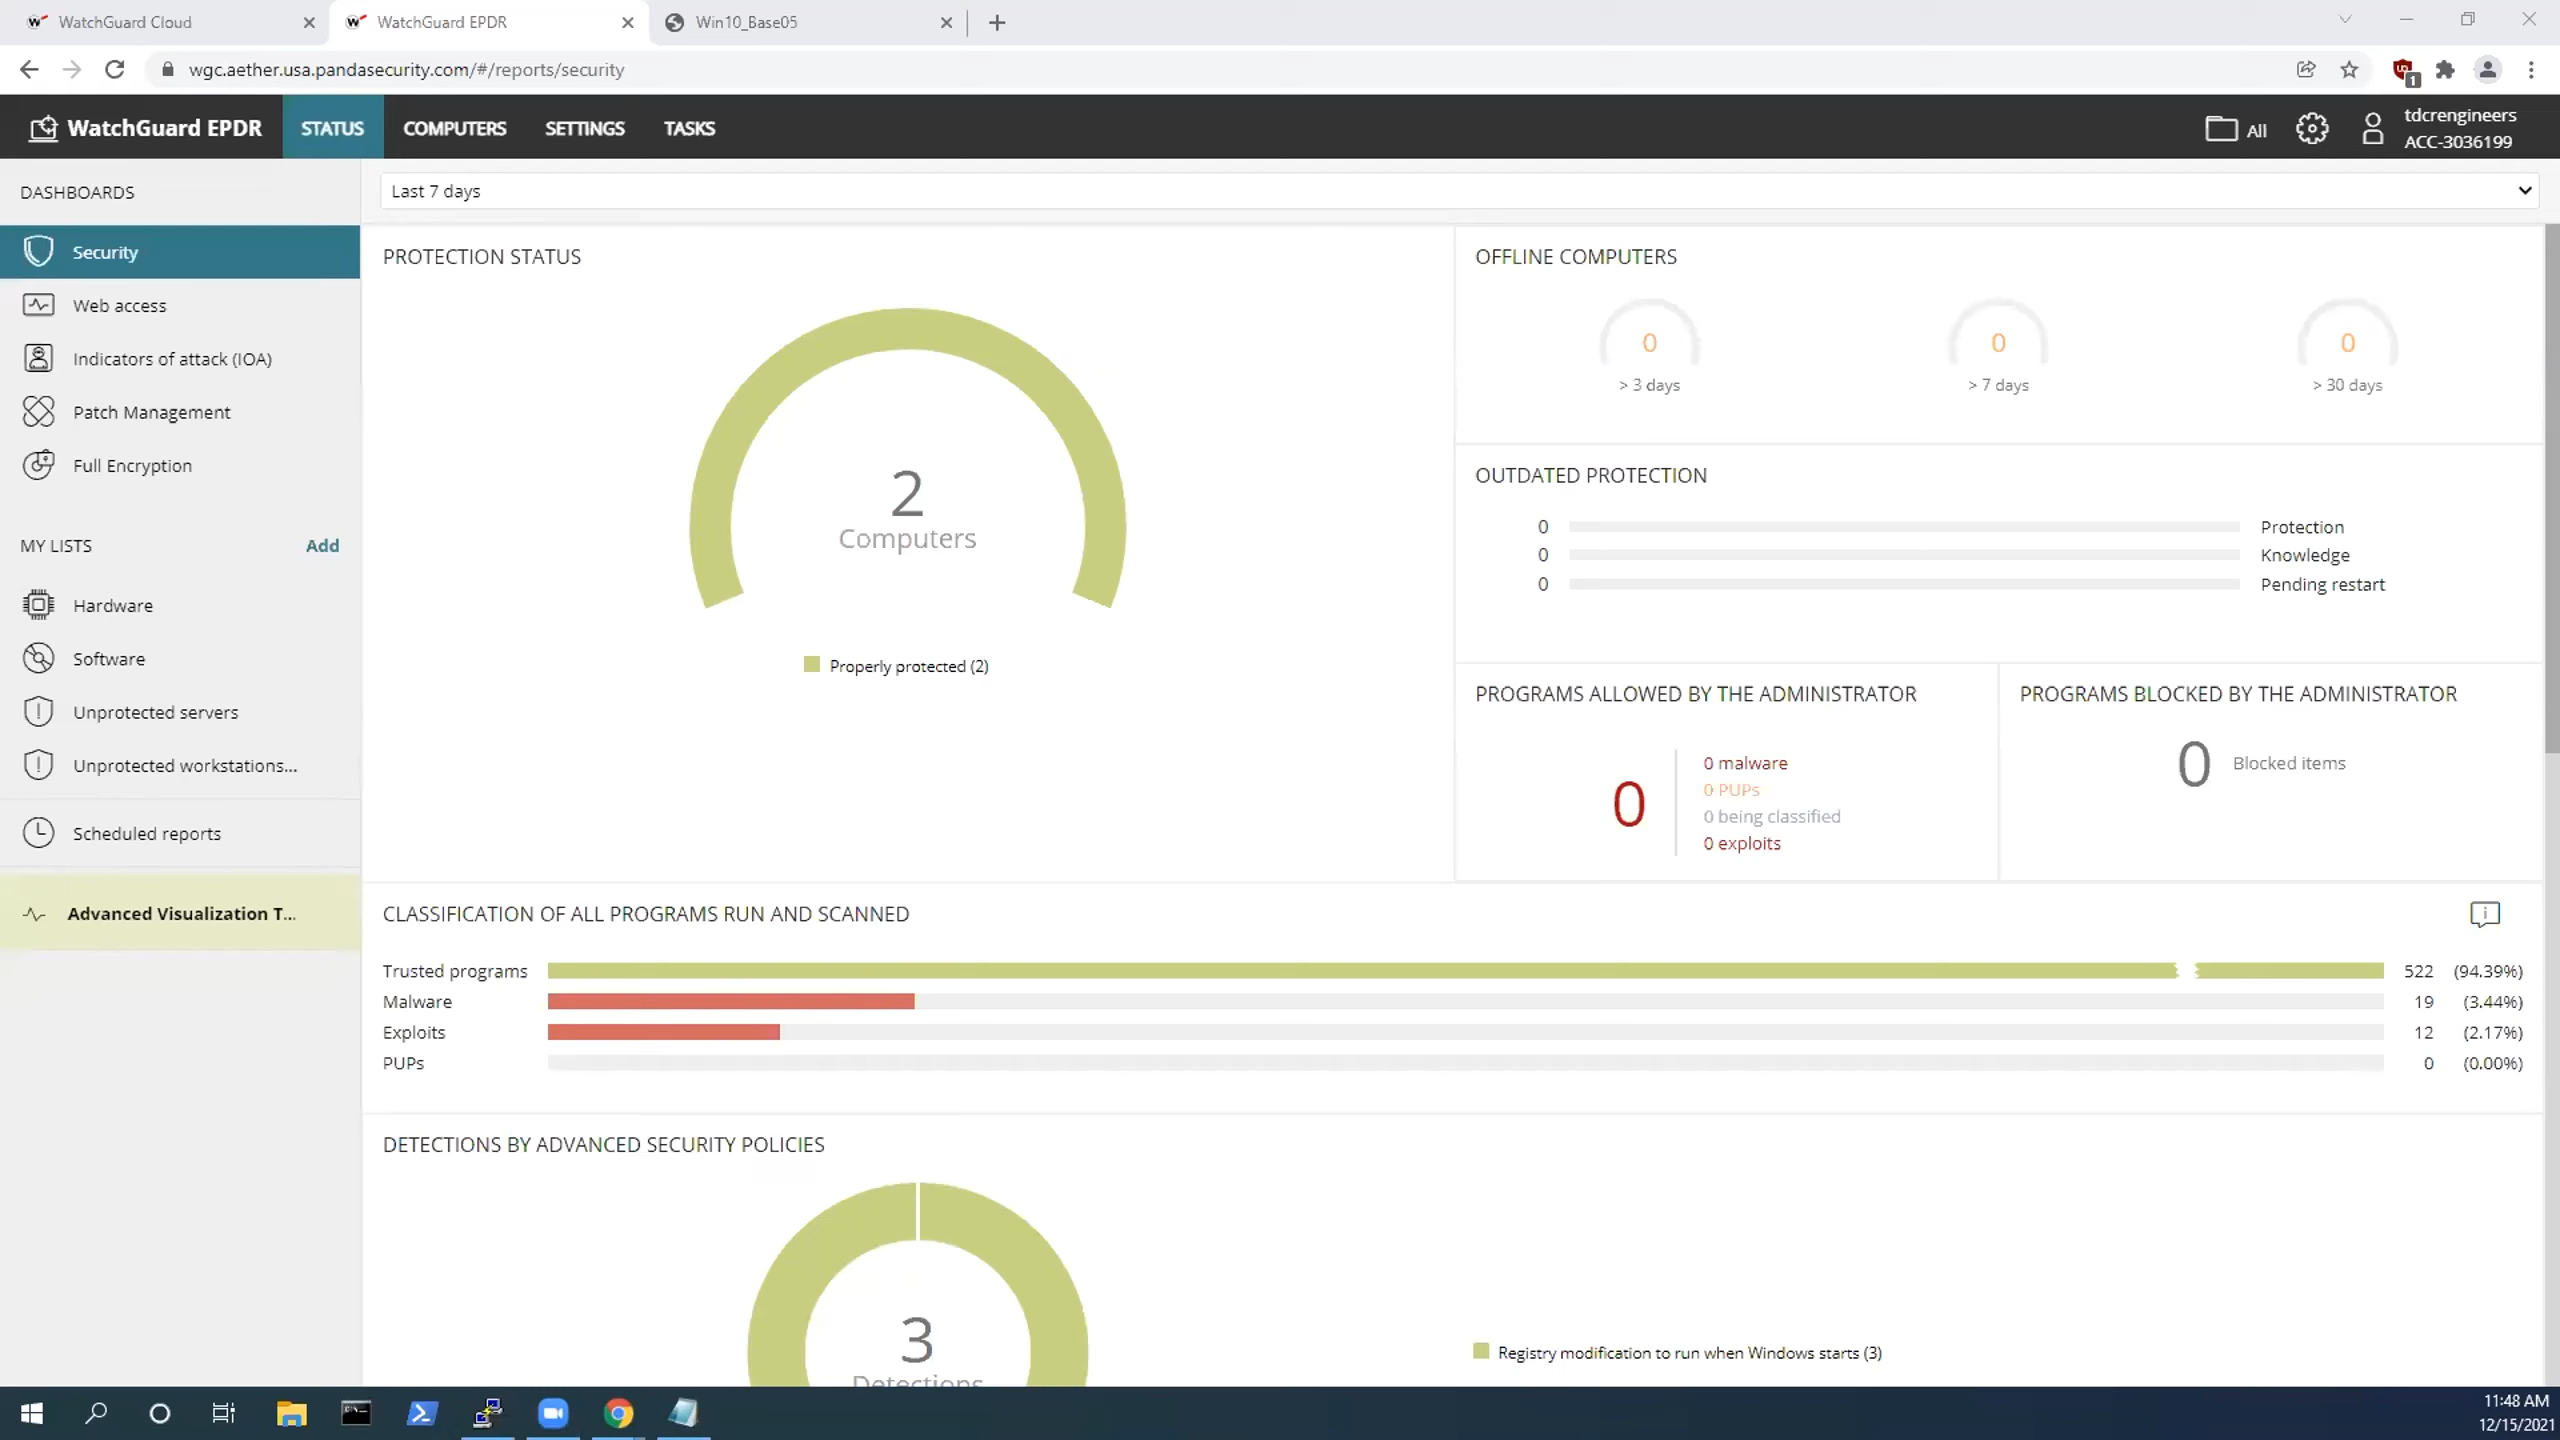 WatchGuard Cloud
WatchGuard EPDR
Win10_Base05
wgc.aether.usa.pandasecurity.com/#/reports/security
1
WatchGuard EPDR
STATUS
COMPUTERS
SETTINGS
TASKS
All
tdcrengineers
ACC-3036199
DASHBOARDS
Security
Web access
Indicators of attack (IOA)
Patch Management
Full Encryption
MY LISTS
Add
Hardware
Software
Unprotected servers
Unprotected workstations...
Scheduled reports
Advanced Visualization T...
Last 7 days
PROTECTION STATUS
2
Computers
Properly protected (2)
OFFLINE COMPUTERS
0
> 3 days
0
> 7 days
0
> 30 days
OUTDATED PROTECTION
0 Protection
0 Knowledge
0 Pending restart
PROGRAMS ALLOWED BY THE ADMINISTRATOR
0
0 malware
0 PUPs
0 being classified
0 exploits
PROGRAMS BLOCKED BY THE ADMINISTRATOR
0 Blocked items
CLASSIFICATION OF ALL PROGRAMS RUN AND SCANNED
Trusted programs 522 (94.39%)
Malware 19 (3.44%)
Exploits 12 (2.17%)
PUPs 0 (0.00%)
DETECTIONS BY ADVANCED SECURITY POLICIES
3
Detections
Registry modification to run when Windows starts (3)
11:48 AM
12/15/2021